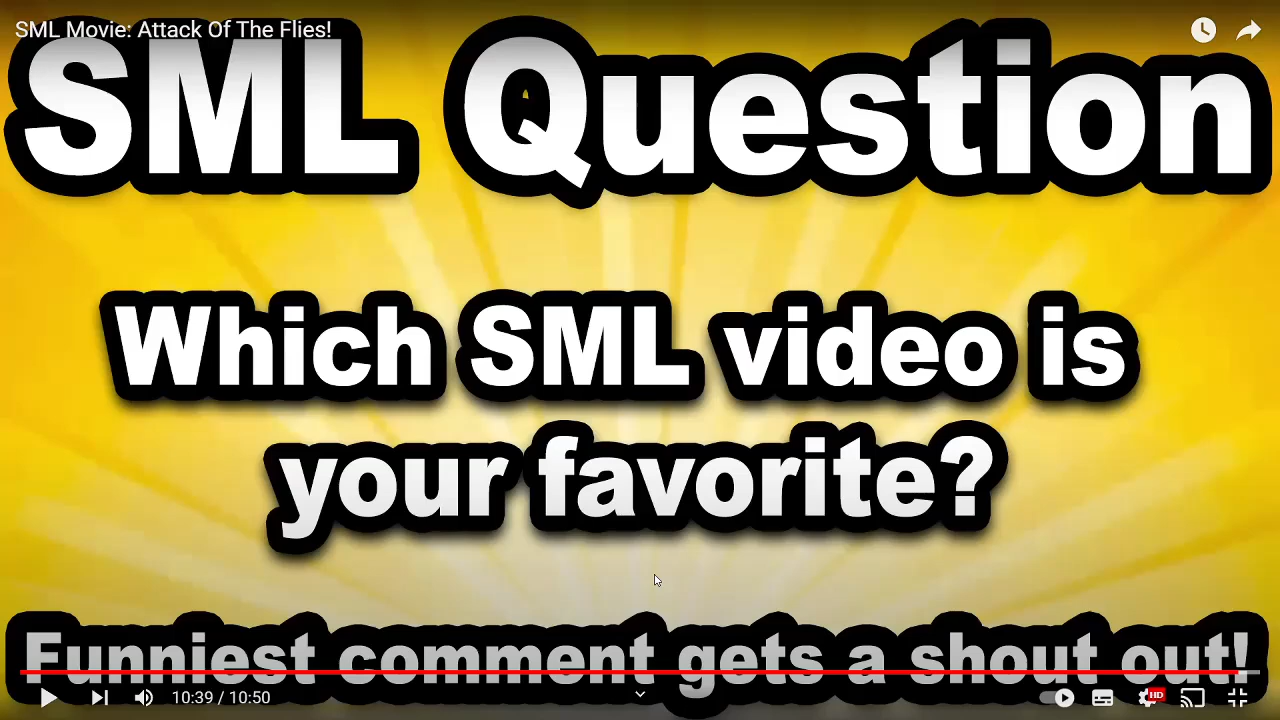 SML Movie: Attack Of The Flies!
SML Question
Which SML video is
your favorite?
Funniest comment gets a shout out!
10:39 / 10:50
HD